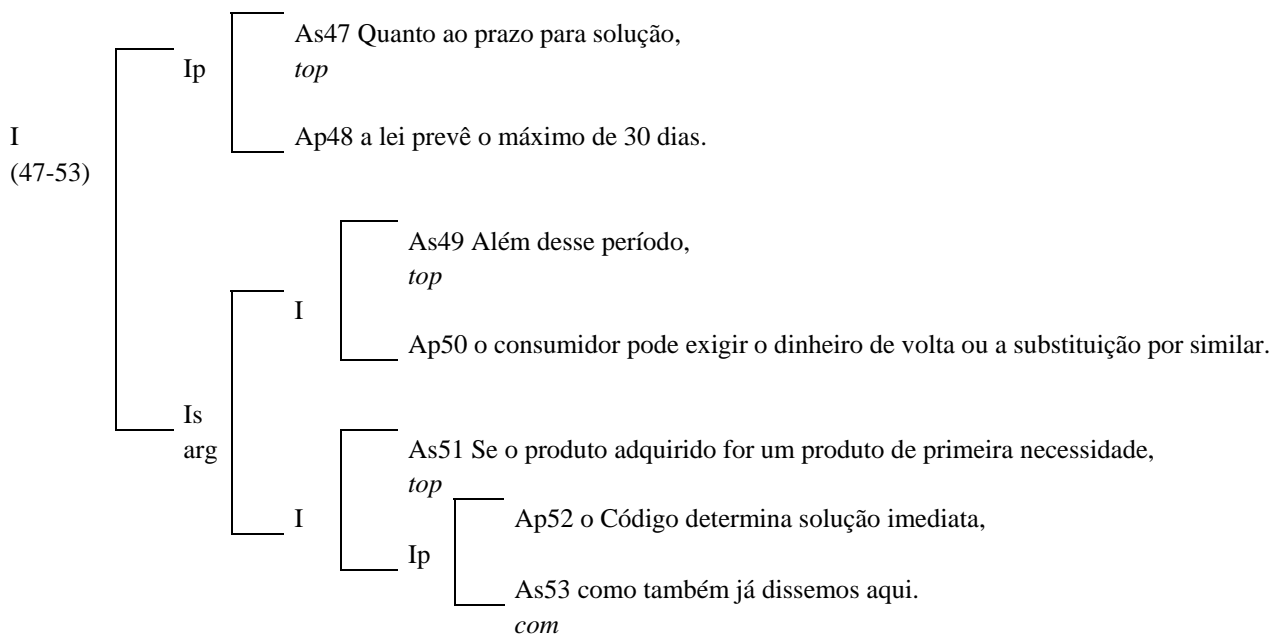 As47 Quanto ao prazo para solução,
Ip
top
Ap48 a lei prevê o máximo de 30 dias.
I
(47-53)
As49 Além desse período,
top
I
Ap50 o consumidor pode exigir o dinheiro de volta ou a substituição por similar.
Is
arg
As51 Se o produto adquirido for um produto de primeira necessidade,
top
I
Ap52 o Código determina solução imediata,
Ip
As53 como também já dissemos aqui.
com